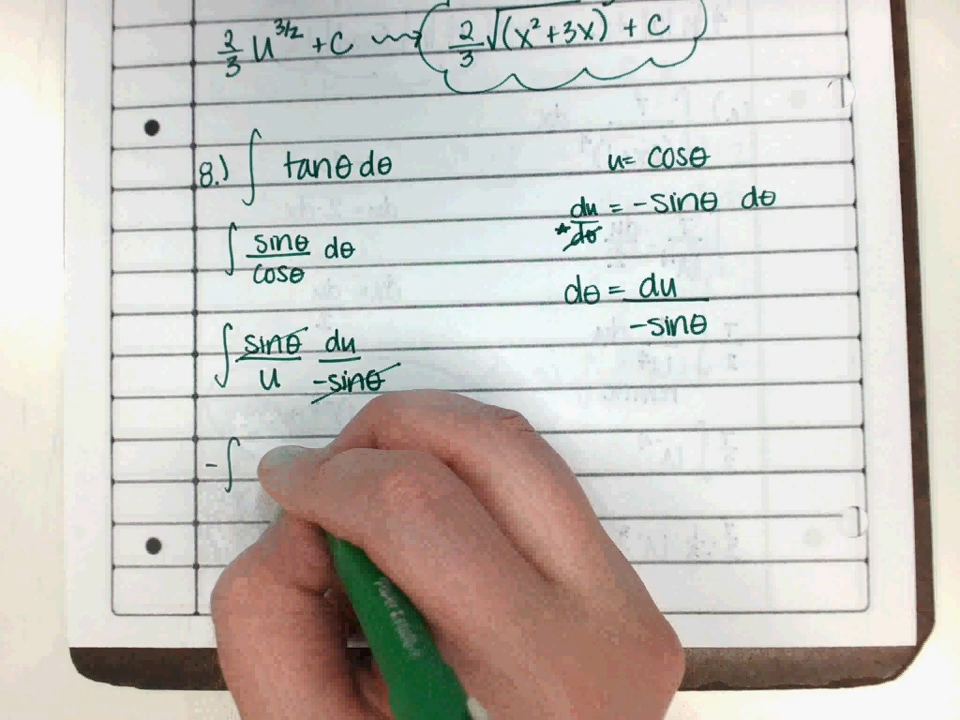 2/3 u^3/2 + c ⇝ 2/3 √(x²+3x) + c
8.) ∫ tanθ dθ
u= cosθ
∫ sinθ/cosθ dθ
*du/dθ = -sinθ dθ
dθ = du/-sinθ
∫ sinθ/u du/-sinθ
-∫